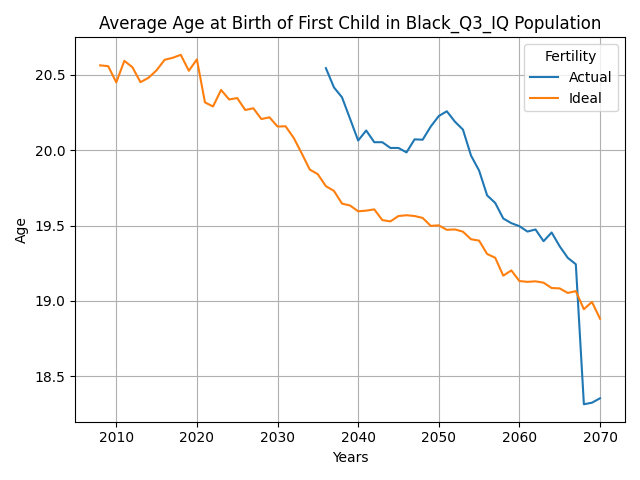 Average Age at Birth of First Child in Black_Q3_IQ Population
Fertility
Actual
Ideal
Age
20.5
20.0
19.5
19.0
18.5
2010 2020 2030 2040 2050 2060 2070
Years